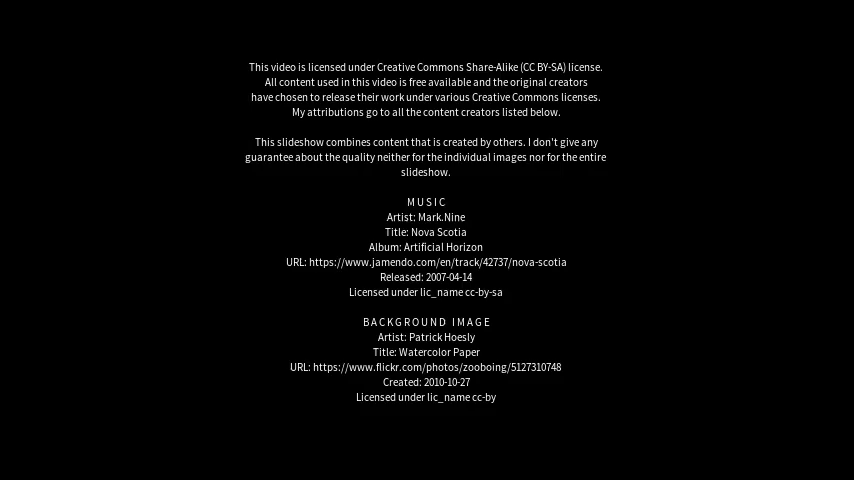 This video is licensed under Creative Commons Share-Alike (CC BY-SA) license.
All content used in this video is free available and the original creators
have chosen to release their work under various Creative Commons licenses.
My attributions go to all the content creators listed below.
This slideshow combines content that is created by others. I don't give any
guarantee about the quality neither for the individual images nor for the entire
slideshow.
MUSIC
Artist: Mark.Nine
Title: Nova Scotia
Album: Artificial Horizon
URL: https://www.jamendo.com/en/track/42737/nova-scotia
Released: 2007-04-14
Licensed under lic_name cc-by-sa
BACKGROUND IMAGE
Artist: Patrick Hoesly
Title: Watercolor Paper
URL: https://www.flickr.com/photos/zooboing/5127310748
Created: 2010-10-27
Licensed under lic_name cc-by